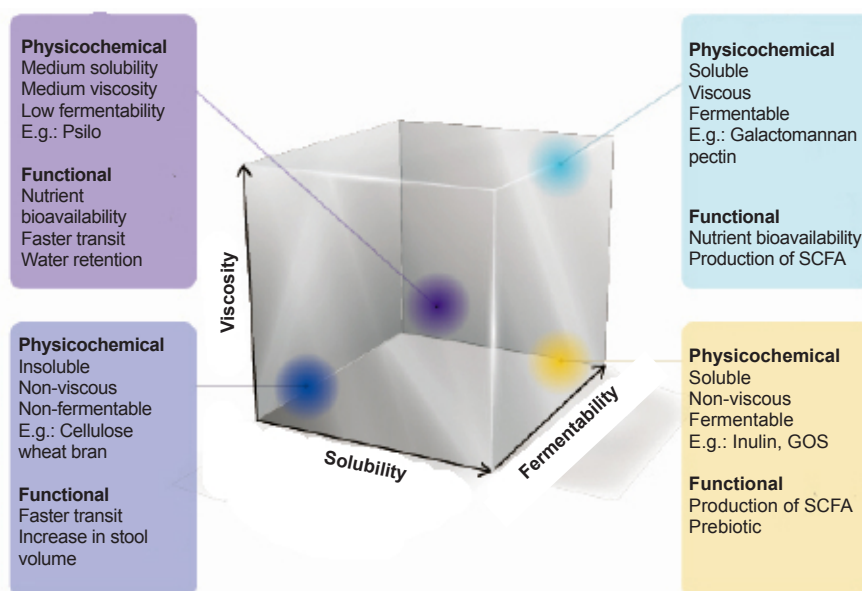 Physicochemical
Medium solubility
Medium viscosity
Low fermentability
E.g.: Psilo
Functional
Nutrient
bioavailability
Faster transit
Water retention
Physicochemical
Soluble
Viscous
Fermentable
E.g.: Galactomannan
pectin
Functional
Nutrient bioavailability
Production of SCFA
Viscosity
Solubility
Fermentability
Physicochemical
Insoluble
Non-viscous
Non-fermentable
E.g.: Cellulose
wheat bran
Functional
Faster transit
Increase in stool
volume
Physicochemical
Soluble
Non-viscous
Fermentable
E.g.: Inulin, GOS
Functional
Production of SCFA
Prebiotic